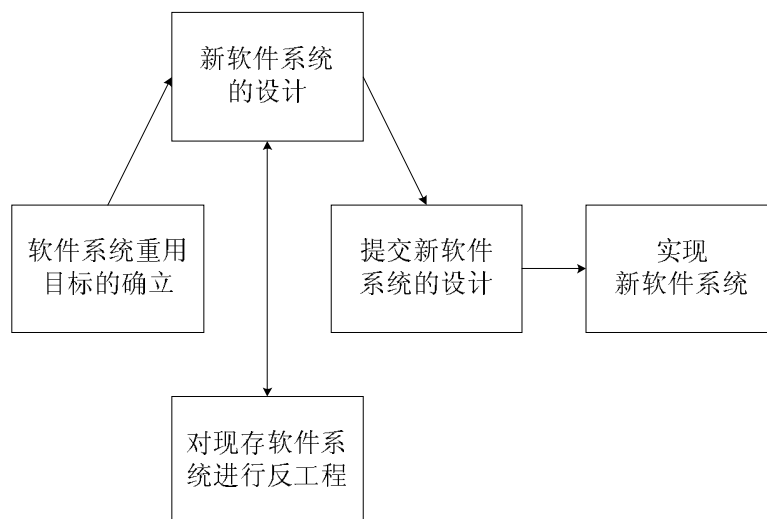 新软件系统
的设计
软件系统重用
目标的确立
提交新软件
系统的设计
实现
新软件系统
对现存软件系
统进行反工程